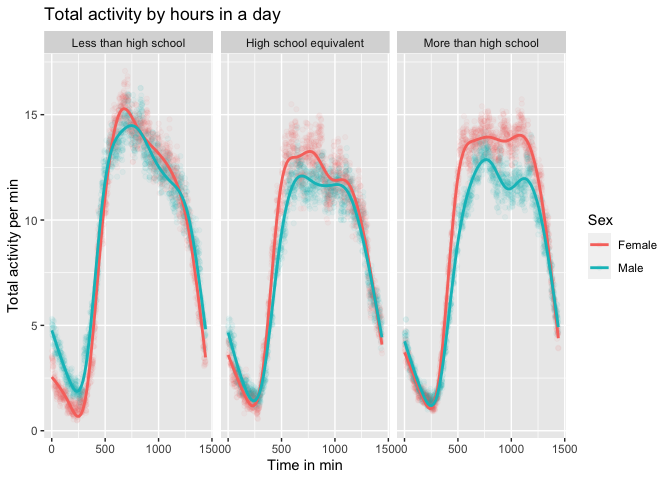 Total activity by hours in a day
Less than high school
High school equivalent
More than high school
Total activity per min
15
10
5
0
0 500 1000 1500
0 500 1000 1500
0 500 1000 1500
Time in min
Sex
Female
Male